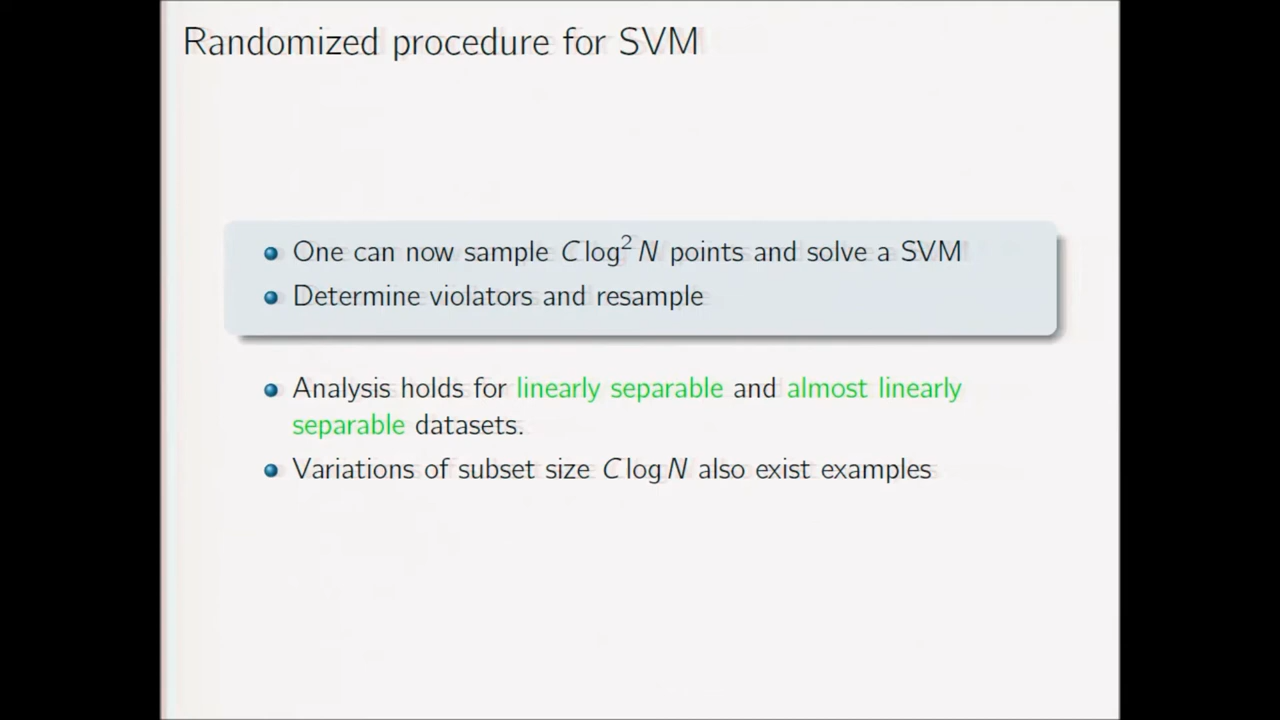 Randomized procedure for SVM
One can now sample C log² N points and solve a SVM
Determine violators and resample
Analysis holds for linearly separable and almost linearly
separable datasets.
Variations of subset size C log N also exist examples